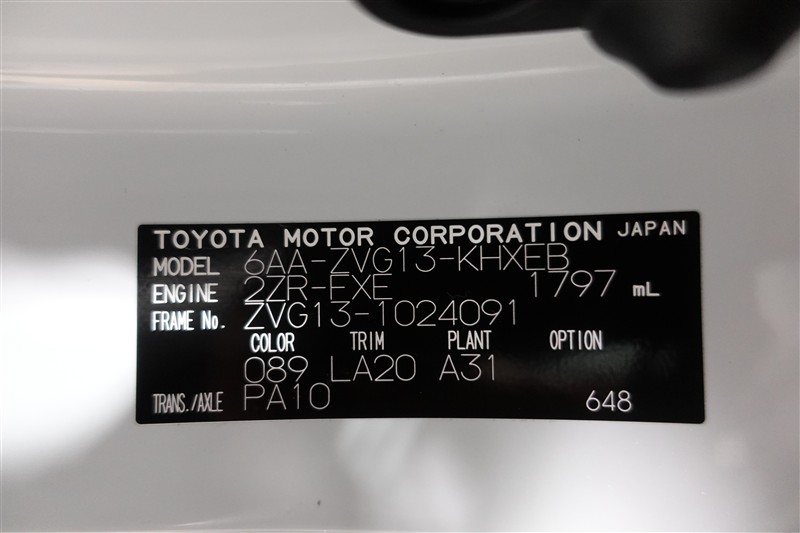 TOYOTA MOTOR CORPORATION JAPAN
MODEL 6AA-ZVG13-KHXEB
ENGINE 2ZR-FXE 1797 mL
FRAME No. ZVG13-1024091
COLOR TRIM PLANT OPTION
089 LA20 A31
TRANS./AXLE PA10 648